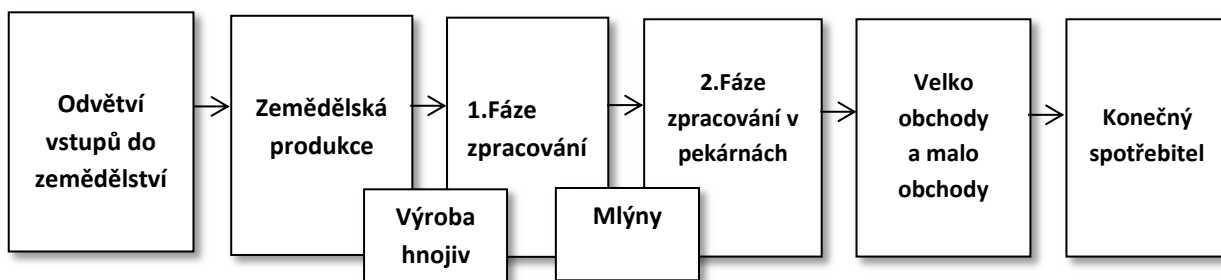 Odvětví
vstupů do
zemědělství
Zemědělská
produkce
1.Fáze
zpracování
2.Fáze
zpracování v
pekárnách
Velko
obchody
a malo
obchody
Konečný
spotřebitel
Výroba
hnojiv
Mlýny